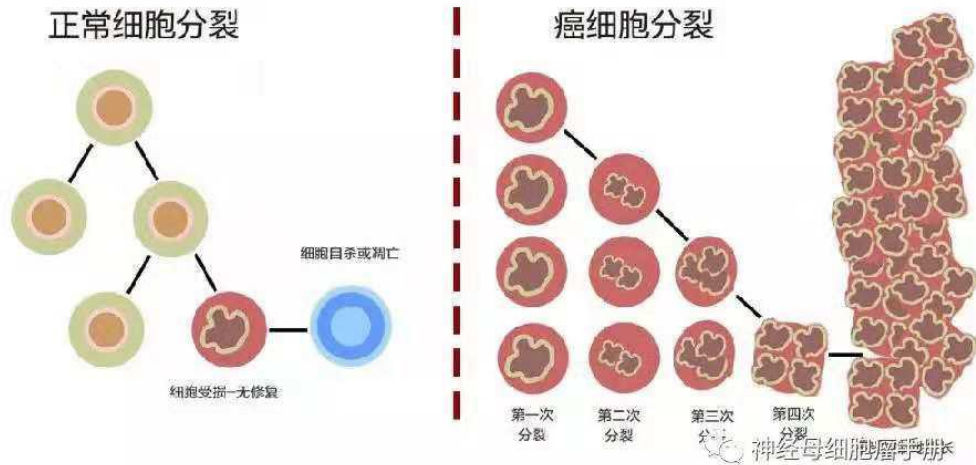 正常细胞分裂
癌细胞分裂
细胞目杀或凋亡
细胞受损-无修复
第一次
分裂
第二次
分裂
第三次
第四次
分裂
神经母细胞瘤手册
长